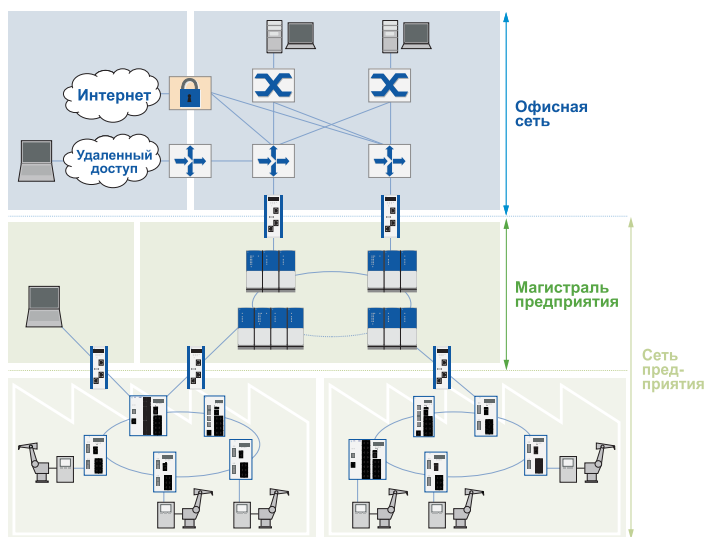 Интернет
Удаленный
доступ
Офисная
сеть
Магистраль
предприятия
Сеть
пред-
приятия